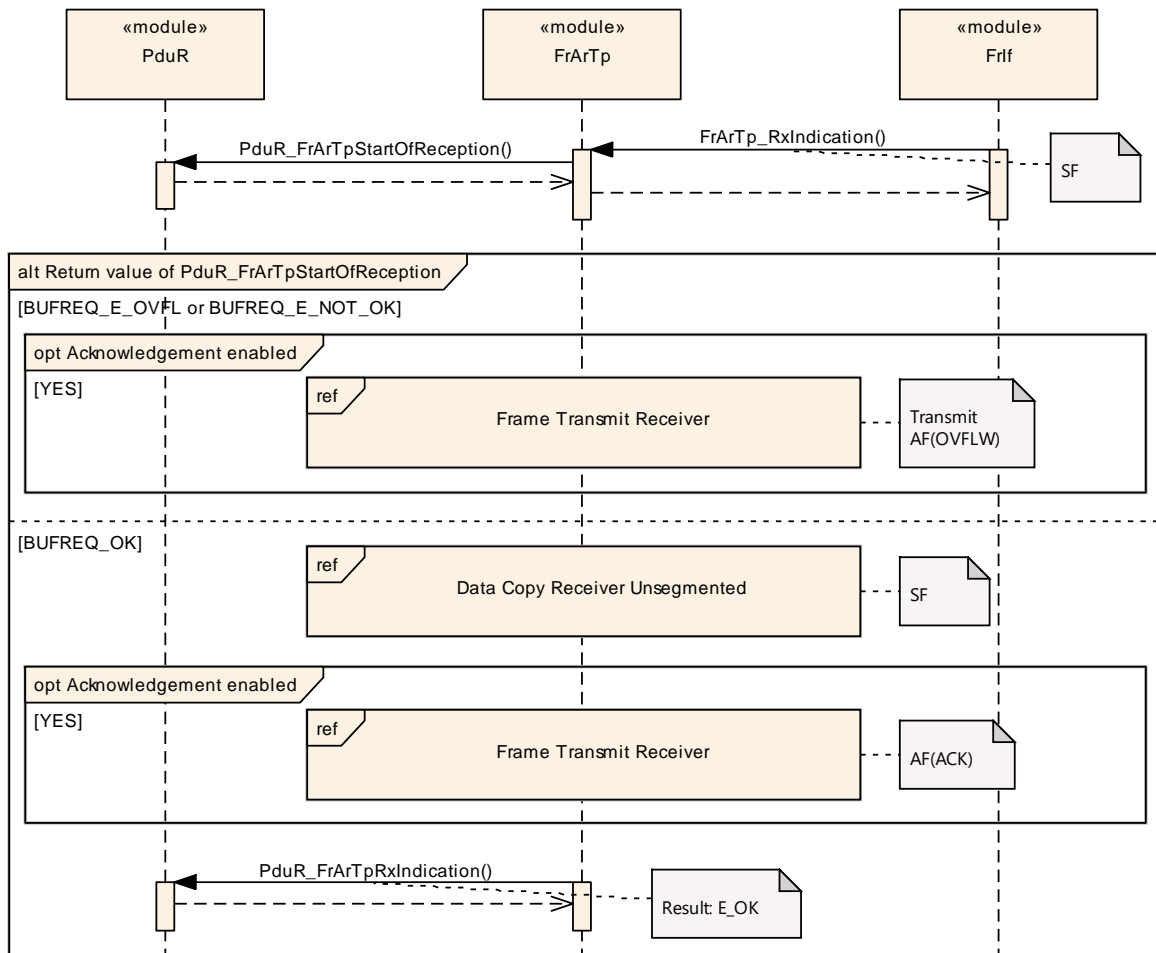 «module»
PduR
«module»
FrArTp
«module»
FrIf
PduR_FrArTpStartOfReception()
FrArTp_RxIndication()
SF
alt Return value of PduR_FrArTpStartOfReception
[BUFREQ_E_OVFL or BUFREQ_E_NOT_OK]
opt Acknowledgement enabled
[YES]
ref
Frame Transmit Receiver
Transmit
AF(OVFLW)
[BUFREQ_OK]
ref
Data Copy Receiver Unsegmented
SF
opt Acknowledgement enabled
[YES]
ref
Frame Transmit Receiver
AF(ACK)
PduR_FrArTpRxIndication()
Result: E_OK